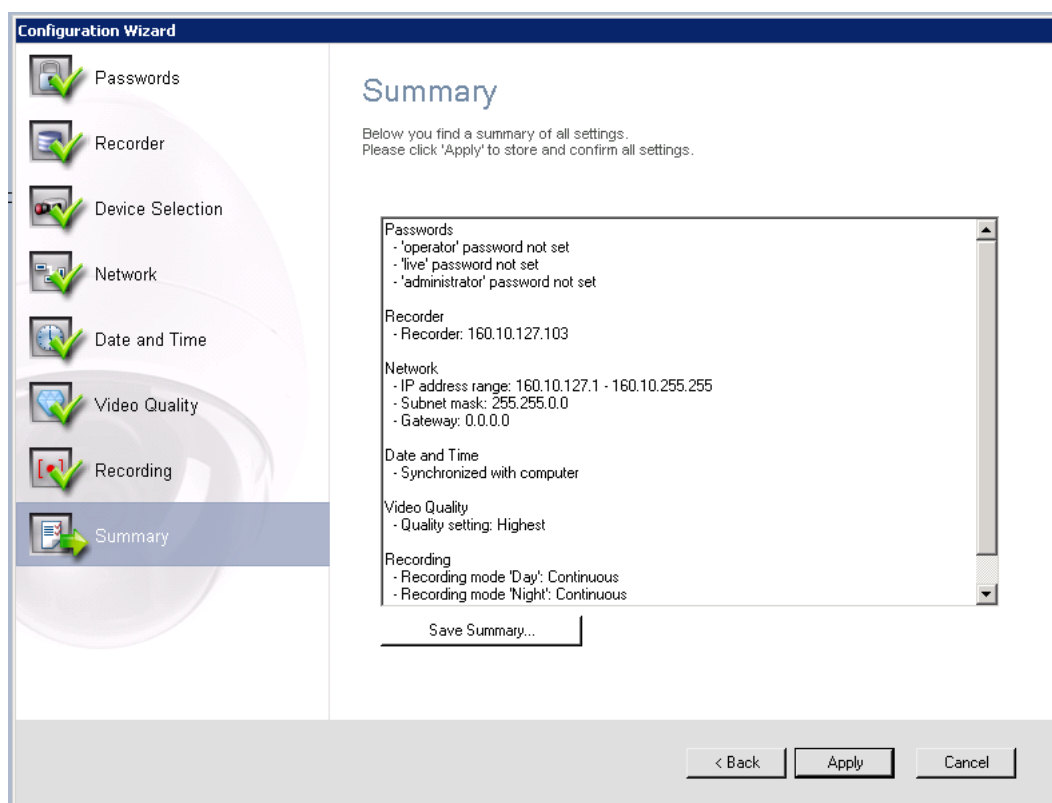 Configuration Wizard
Passwords
Recorder
Device Selection
Network
Date and Time
Video Quality
Recording
Summary
Summary
Below you find a summary of all settings.
Please click 'Apply' to store and confirm all settings.
Passwords
- 'operator' password not set
- 'live' password not set
- 'administrator' password not set
Recorder
- Recorder: 160.10.127.103
Network
- IP address range: 160.10.127.1 - 160.10.255.255
- Subnet mask: 255.255.0.0
- Gateway: 0.0.0.0
Date and Time
- Synchronized with computer
Video Quality
- Quality setting: Highest
Recording
- Recording mode 'Day': Continuous
- Recording mode 'Night': Continuous
Save Summary...
< Back
Apply
Cancel